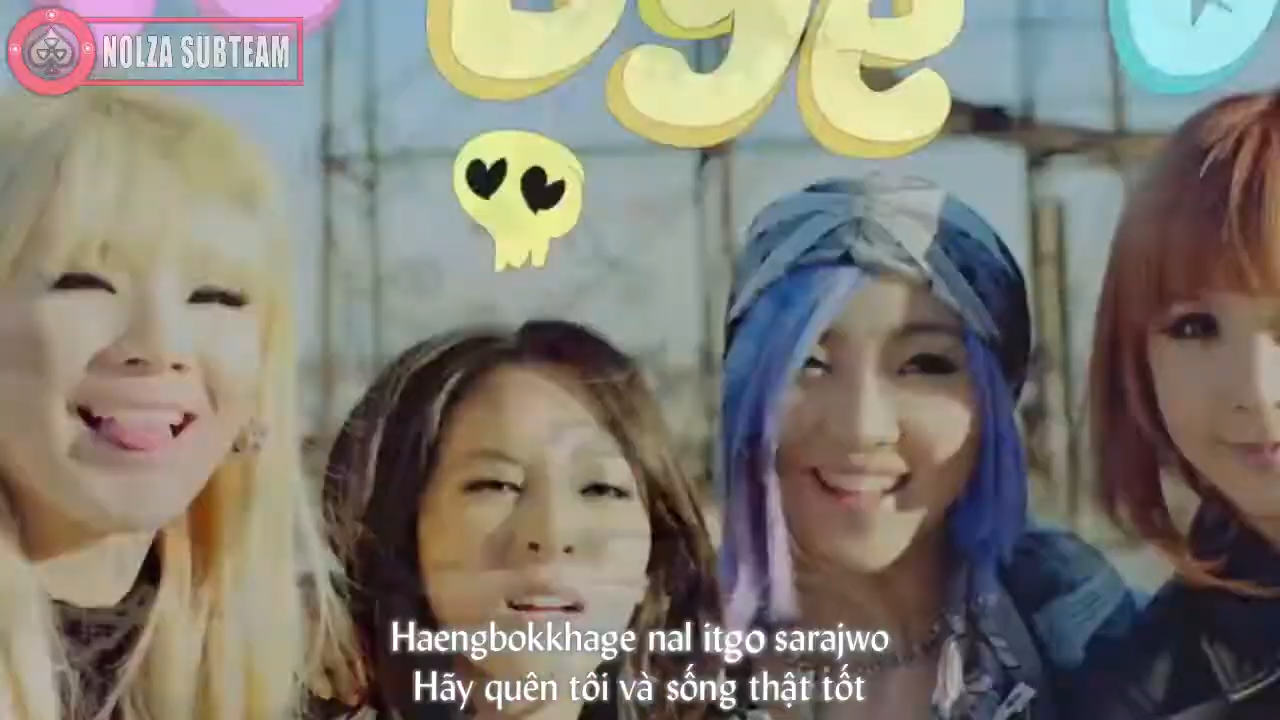 NOLZA SUBTEAM
Haengbokkhage nal itgo sarajwo
Hãy quên tôi và sống thật tốt